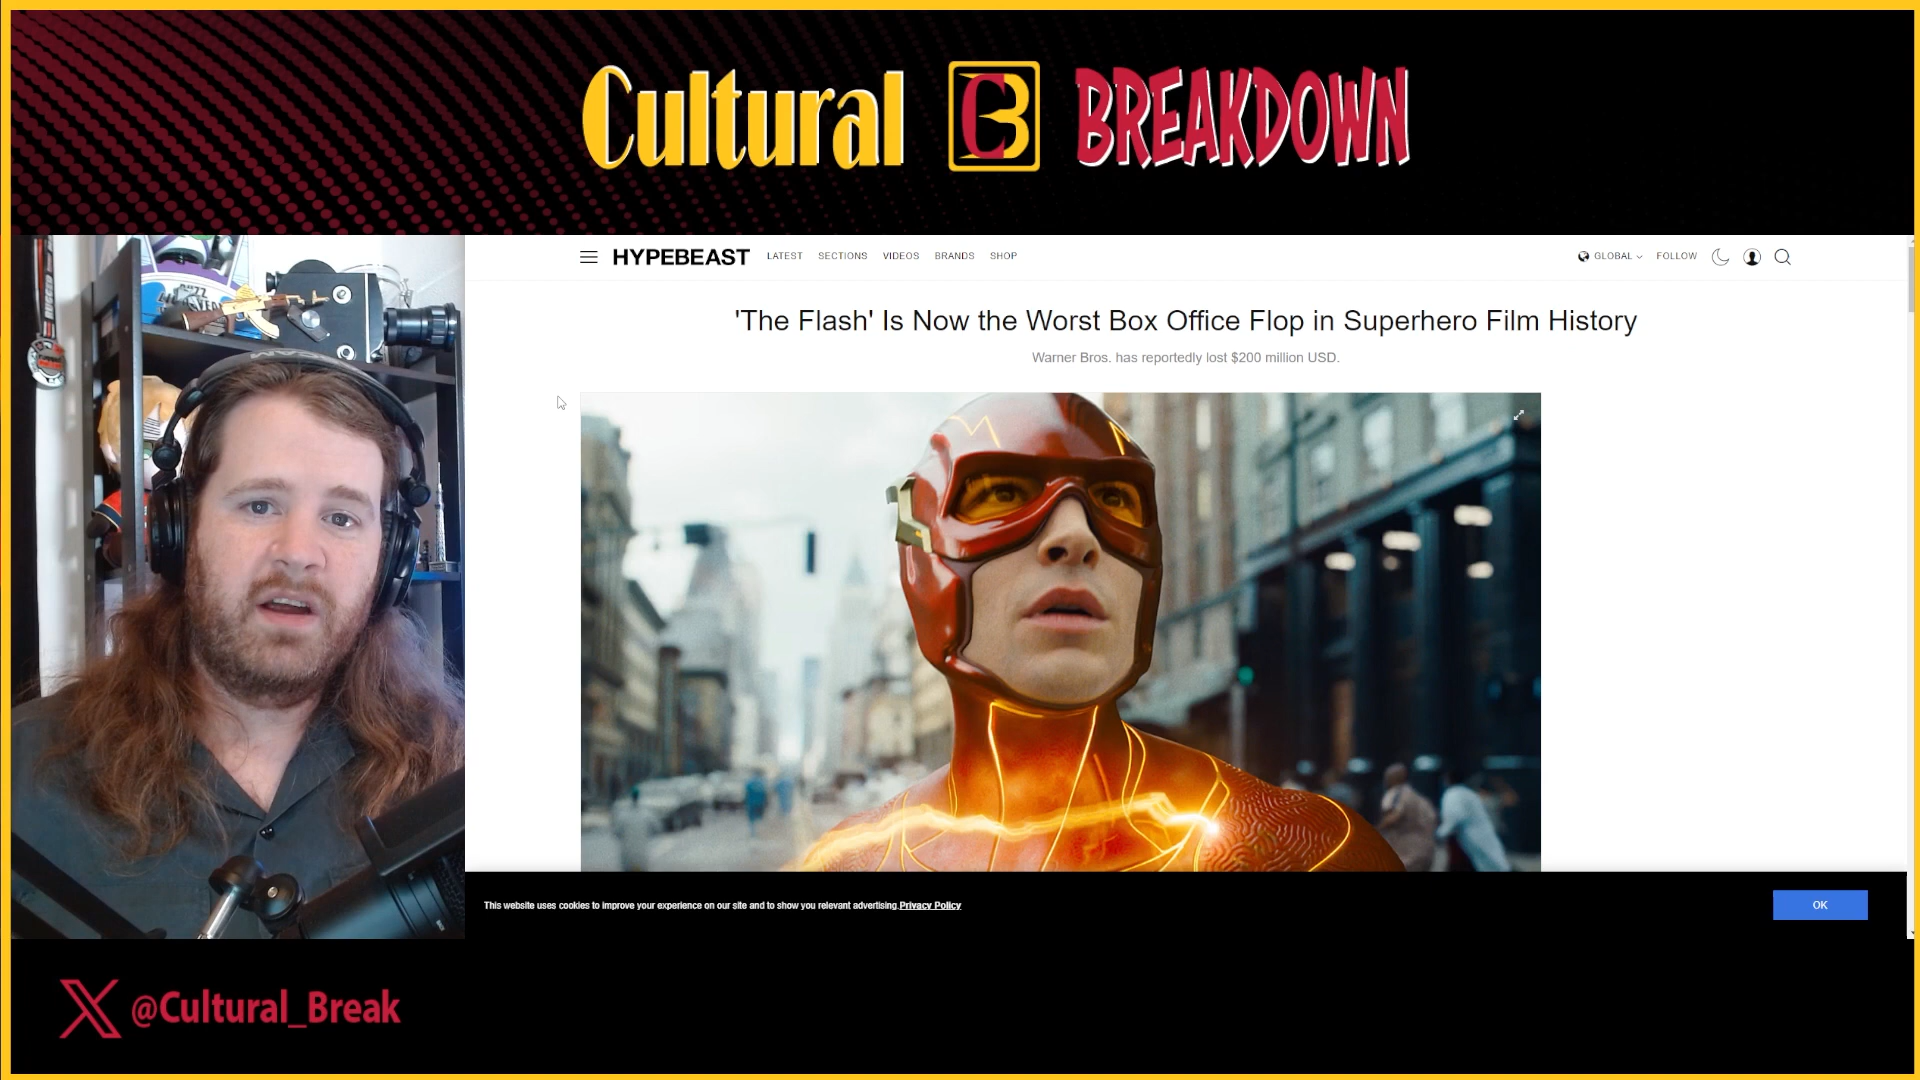 Cultural CB BREAKDOWN
BUZZ
HYPEBEAST LATEST SECTIONS VIDEOS BRANDS SHOP GLOBAL FOLLOW
'The Flash' Is Now the Worst Box Office Flop in Superhero Film History
Warner Bros. has reportedly lost $200 million USD.
This website uses cookies to improve your experience on our site and to show you relevant advertising.Privacy Policy OK
@Cultural_Break